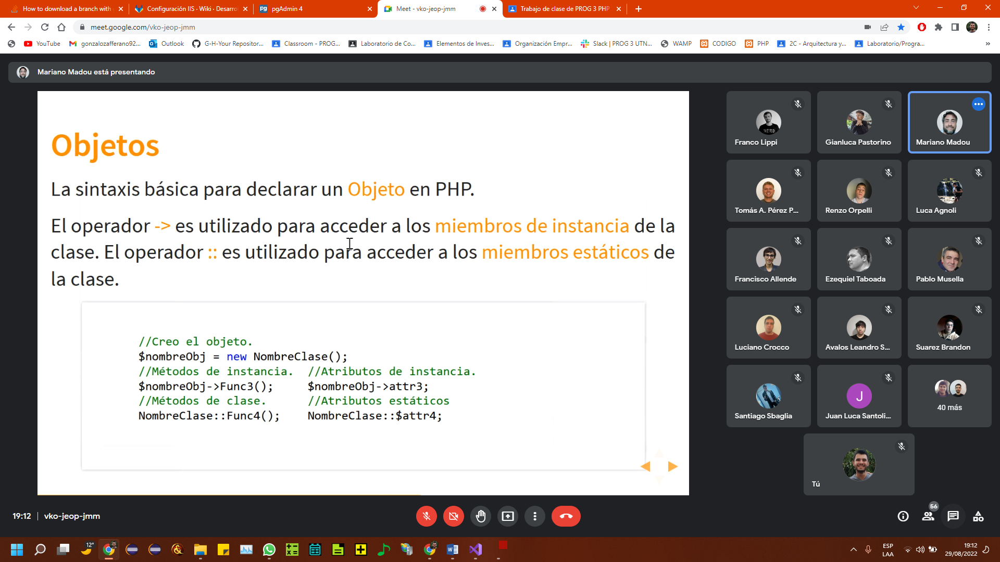 How to download a branch with
Configuración IIS · Wiki · Desarro
pgAdmin 4
Meet - vko-jeop-jmm
Trabajo de clase de PROG 3 PHP
meet.google.com/vko-jeop-jmm
YouTube
gonzalozafferano92...
Outlook
G-H-Your Repositor...
Classroom - PROG...
Laboratorio de Co...
Elementos de Inves...
Organización Empr...
Slack | PROG 3 UTN...
WAMP
CODIGO
PHP
2C - Arquitectura y...
Laboratorio/Progra...
Mariano Madou está presentando
Objetos
La sintaxis básica para declarar un Objeto en PHP.
El operador -> es utilizado para acceder a los miembros de instancia de la
clase. El operador :: es utilizado para acceder a los miembros estáticos de
la clase.
//Creo el objeto.
$nombreObj = new NombreClase();
//Métodos de instancia. //Atributos de instancia.
$nombreObj->Func3(); $nombreObj->attr3;
//Métodos de clase. //Atributos estáticos
NombreClase::Func4(); NombreClase::$attr4;
Franco Lippi
Gianluca Pastorino
Mariano Madou
Tomás A. Pérez P...
Renzo Orpelli
Luca Agnoli
Francisco Allende
Ezequiel Taboada
Pablo Musella
Luciano Crocco
Avalos Leandro S...
Suarez Brandon
Santiago Sbaglia
J
Juan Luca Santoli...
40 más
Tú
19:12 | vko-jeop-jmm
56
12°
ESP
LAA
19:12
29/08/2022